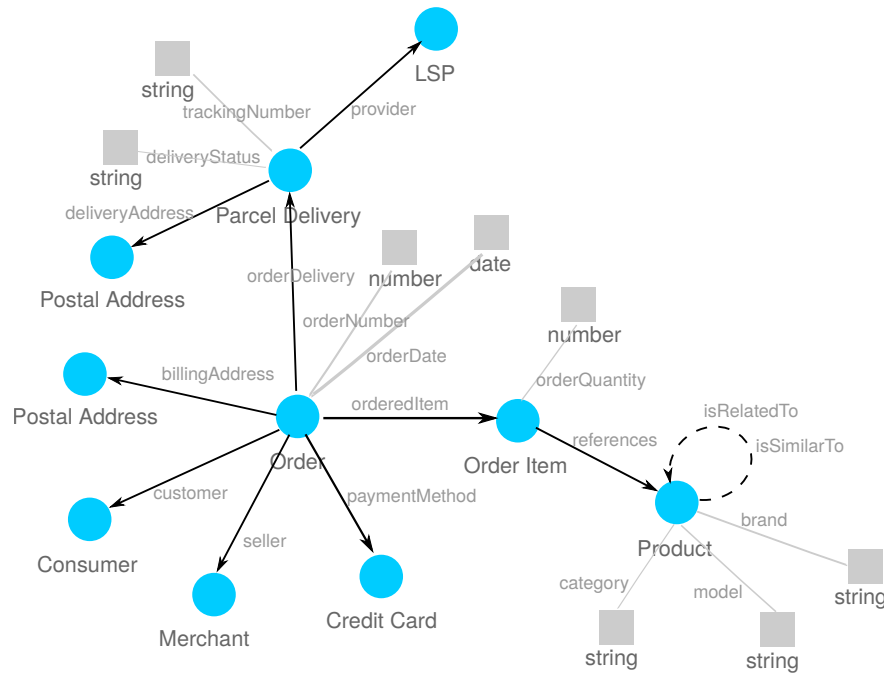 LSP
string
trackingNumber
provider
deliveryStatus
string
deliveryAddress
Parcel Delivery
orderDelivery
number
date
Postal Address
orderNumber
number
orderDate
billingAddress
orderQuantity
Postal Address
orderedItem
isRelatedTo
references
isSimilarTo
Order
Order Item
customer
paymentMethod
brand
seller
Product
Consumer
category
model
string
Credit Card
Merchant
string
string